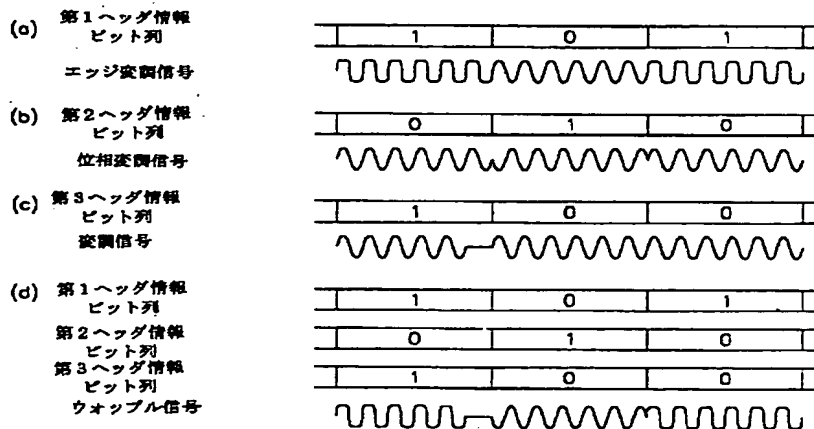 (a) 第1ヘッダ情報
ビット列
1 0 1
エッジ変調信号
(b) 第2ヘッダ情報
ビット列
0 1 0
位相変調信号
(c) 第3ヘッダ情報
ビット列
1 0 0
変調信号
(d) 第1ヘッダ情報
ビット列
1 0 1
第2ヘッダ情報
ビット列
0 1 0
第3ヘッダ情報
ビット列
1 0 0
ウォッブル信号